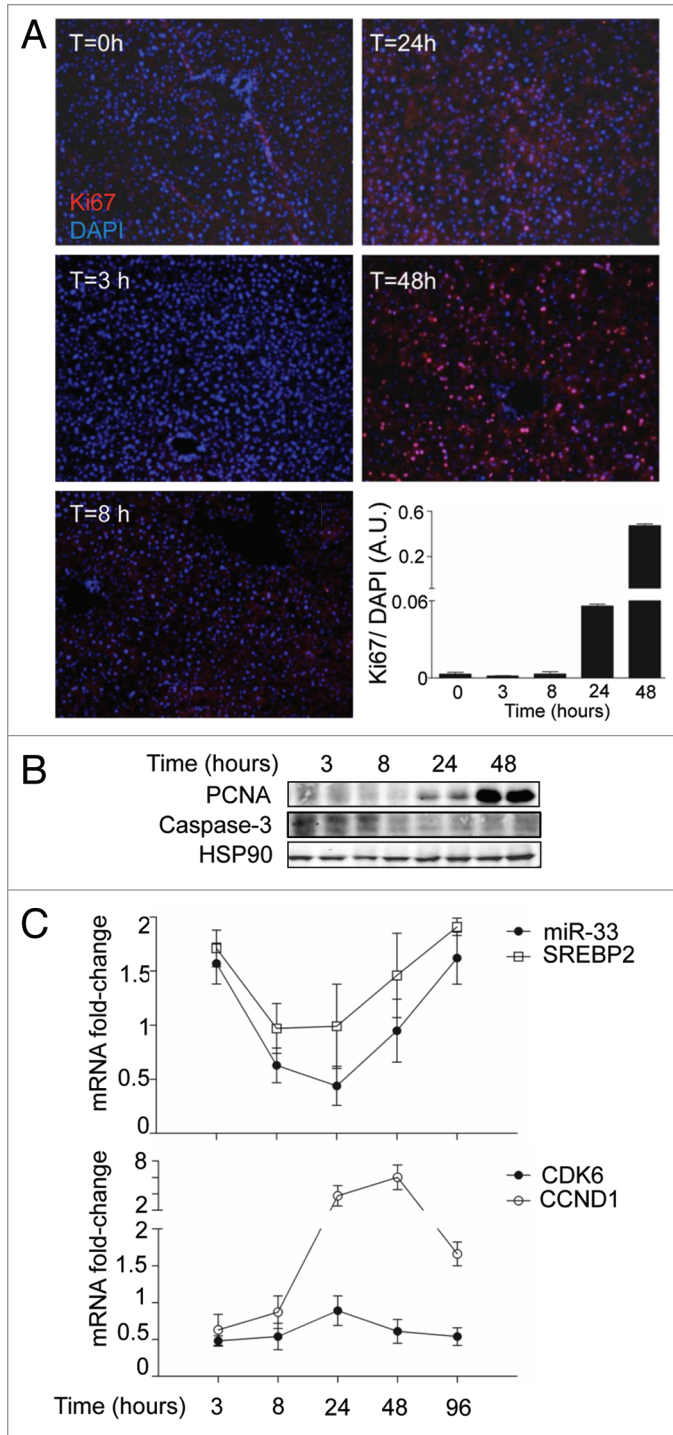 A
T=0h
Ki67
DAPI
T=24h
T=3 h
T=48h
T=8 h
Ki67/ DAPI (A.U.)
0.6
0.2
0.06
0
0 3 8 24 48
Time (hours)
B
Time (hours) 3 8 24 48
PCNA
Caspase-3
HSP90
C
mRNA fold-change
2
1.5
1
0.5
0
miR-33
SREBP2
mRNA fold-change
8
2
2
1.5
1
0.5
0
CDK6
CCND1
Time (hours) 3 8 24 48 96